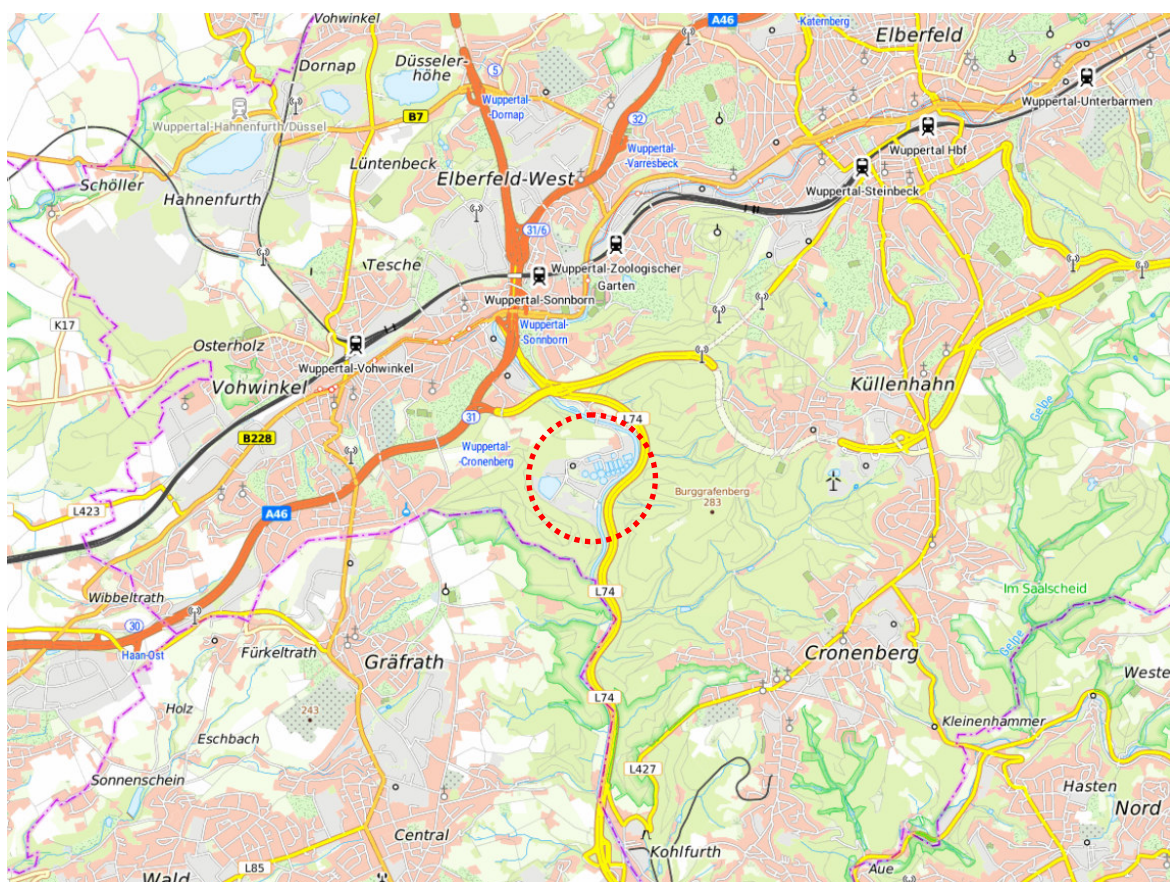 Vohwinkel
A46
Katernberg
Elberfeld
Dornap
Düsseler-
höhe
5
Wuppertal-
-Dornap
Wuppertal-Unterbarmen
Wuppertal-Hahnenfurth/Düssel
B7
32
Wuppertal-
-Varresbeck
Wuppertal Hbf
Lüntenbeck
Elberfeld-West
Wuppertal-Steinbeck
Schöller
Hahnenfurth
31/6
Tesche
Wuppertal-Zoologischer
Garten
Wuppertal-Sonnborn
K17
Wuppertal-
-Sonnborn
Osterholz
Wuppertal-Vohwinkel
Vohwinkel
Küllenhahn
Gelpe
31
L74
B228
Wuppertal-
-Cronenberg
Burggrafenberg
283
L423
A46
Im Saalscheid
L74
Wibbeltrath
30
Haan-Ost
Fürkeltrath
Gräfrath
Cronenberg
Gelpe
Weste
L74
243
Holz
Kleinenhammer
Eschbach
L427
Sonnenschein
Hasten
Nord
Central
Kohlfurth
L85
Aue
Wald